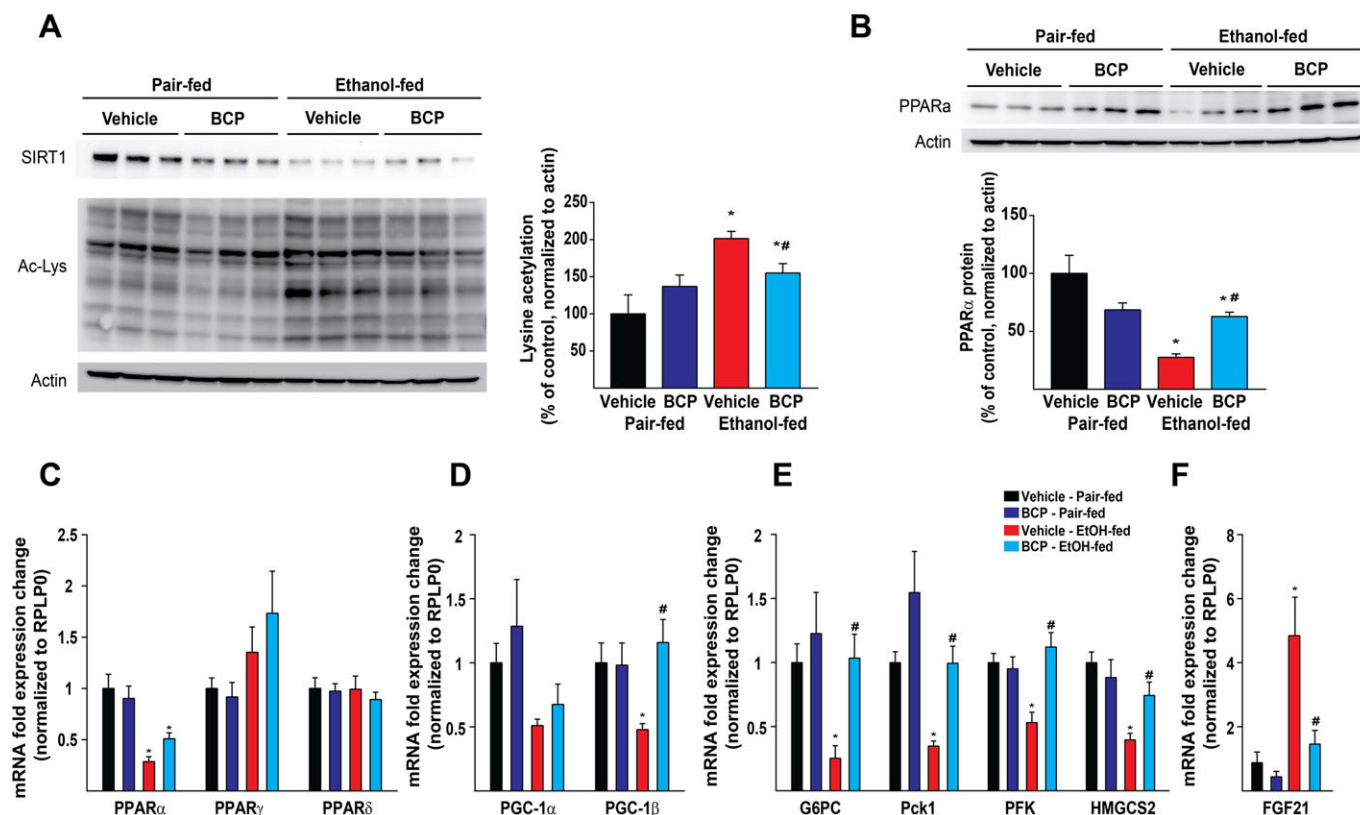 A
Pair-fed Ethanol-fed
Vehicle BCP Vehicle BCP
SIRT1
Ac-Lys
Actin
Lysine acetylation
(% of control, normalized to actin)
250
200
150
100
50
* *#
Vehicle BCP Vehicle BCP
Pair-fed Ethanol-fed
B
Pair-fed Ethanol-fed
Vehicle BCP Vehicle BCP
PPARa
Actin
PPARα protein
(% of control, normalized to actin)
150
100
50
* *#
Vehicle BCP Vehicle BCP
Pair-fed Ethanol-fed
C
mRNA fold expression change
(normalized to RPLP0)
2.5
2
1.5
1
0.5
* *
PPARα PPARγ PPARδ
D
mRNA fold expression change
(normalized to RPLP0)
2
1.5
1
0.5
* #
PGC-1α PGC-1β
E
Vehicle - Pair-fed
BCP - Pair-fed
Vehicle - EtOH-fed
BCP - EtOH-fed
mRNA fold expression change
(normalized to RPLP0)
2
1.5
1
0.5
* # * # * # * #
G6PC Pck1 PFK HMGCS2
F
mRNA fold expression change
(normalized to RPLP0)
8
6
4
2
* #
FGF21